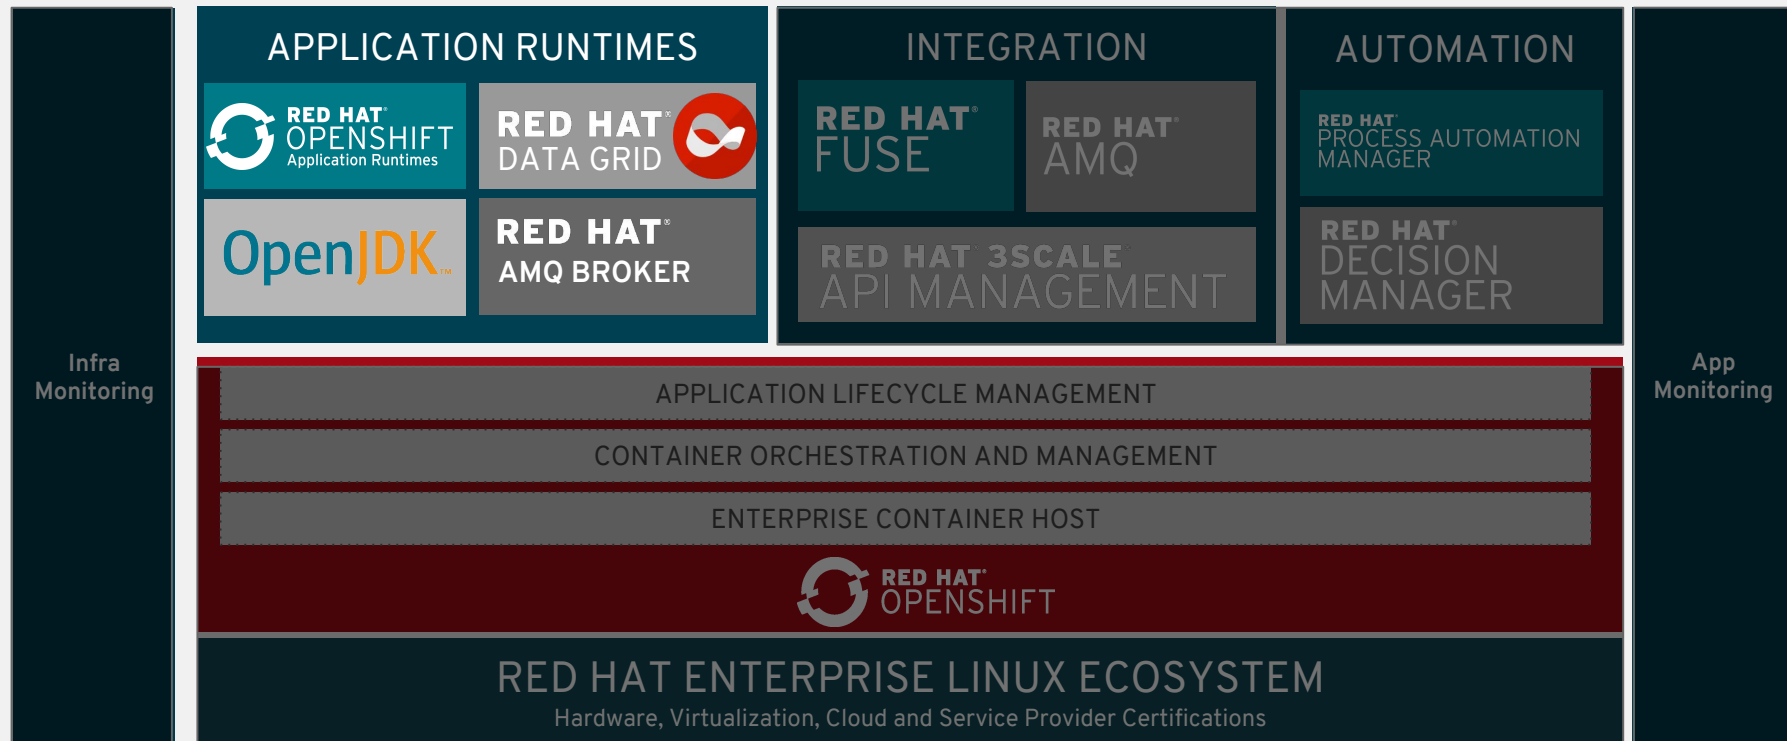 Infra
Monitoring
APPLICATION RUNTIMES
RED HAT®
OPENSHIFT
Application Runtimes
RED HAT®
DATA GRID
OpenJDK™
RED HAT®
AMQ BROKER
INTEGRATION
RED HAT®
FUSE
RED HAT®
AMQ
RED HAT® 3SCALE®
API MANAGEMENT
AUTOMATION
RED HAT®
PROCESS AUTOMATION
MANAGER
RED HAT®
DECISION
MANAGER
App
Monitoring
APPLICATION LIFECYCLE MANAGEMENT
CONTAINER ORCHESTRATION AND MANAGEMENT
ENTERPRISE CONTAINER HOST
RED HAT®
OPENSHIFT
RED HAT ENTERPRISE LINUX ECOSYSTEM
Hardware, Virtualization, Cloud and Service Provider Certifications